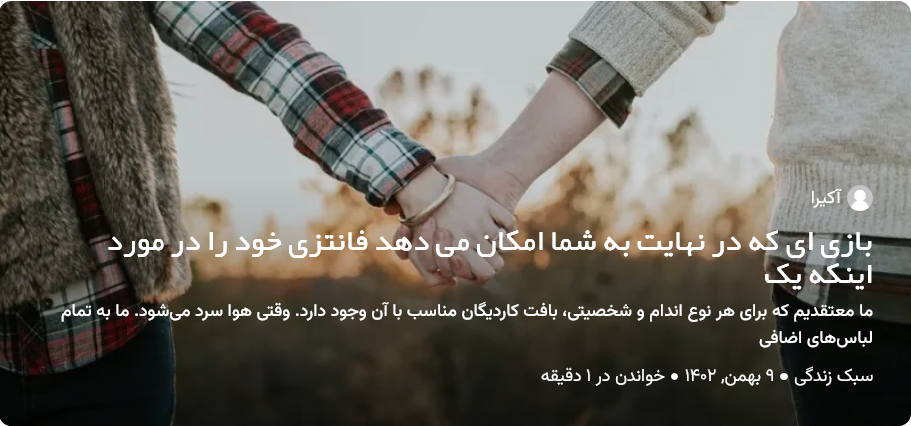 آکیرا
بازی ای که در نهایت به شما امکان می دهد فانتزی خود را در مورد
اینکه یک
ما معتقدیم که برای هر نوع اندام و شخصیتی، بافت کاردیگان مناسب با آن وجود دارد. وقتی هوا سرد می‌شود. ما به تمام
لباس‌های اضافی
سبک زندگی ● ۹ بهمن, ۱۴۰۲ ● خواندن در ۱ دقیقه